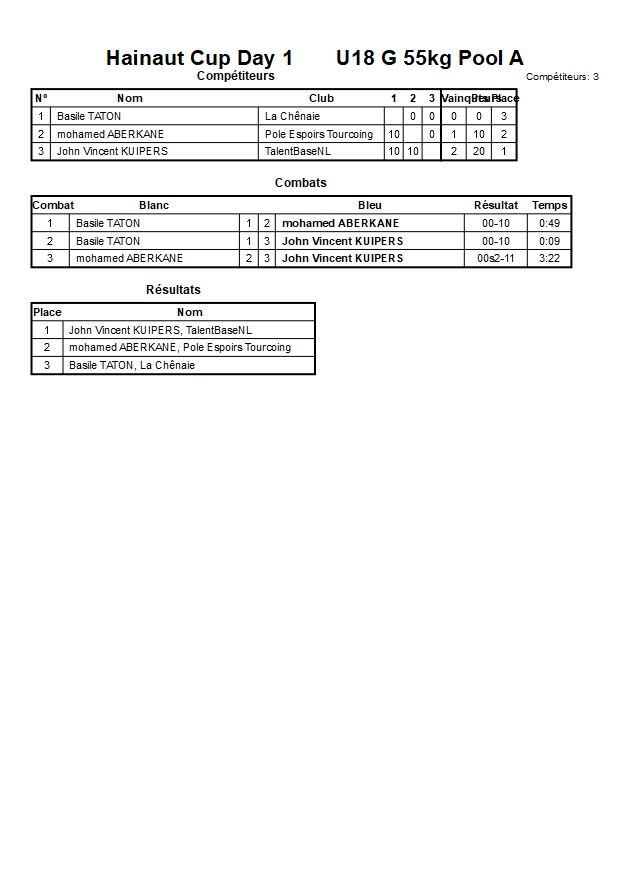 Hainaut Cup Day 1 U18 G 55kg Pool A
Compétiteurs Compétiteurs: 3
N° Nom Club 1 2 3 Vainqueurs Pts Place
1 Basile TATON La Chênaie 0 0 0 0 3
2 mohamed ABERKANE Pole Espoirs Tourcoing 10 0 1 10 2
3 John Vincent KUIPERS TalentBaseNL 10 10 2 20 1
Combats
Combat Blanc Bleu Résultat Temps
1 Basile TATON 1 2 mohamed ABERKANE 00-10 0:49
2 Basile TATON 1 3 John Vincent KUIPERS 00-10 0:09
3 mohamed ABERKANE 2 3 John Vincent KUIPERS 00s2-11 3:22
Résultats
Place Nom
1 John Vincent KUIPERS, TalentBaseNL
2 mohamed ABERKANE, Pole Espoirs Tourcoing
3 Basile TATON, La Chênaie